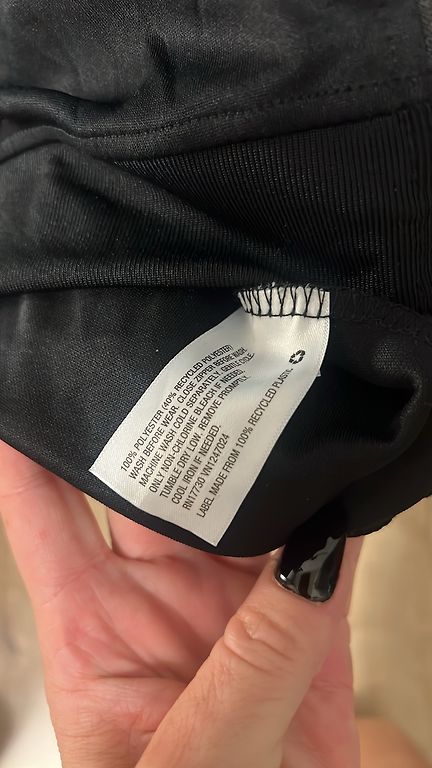 100% POLYESTER (40% RECYCLED POLYESTER)
WASH BEFORE WEAR. CLOSE ZIPPER BEFORE WASH.
MACHINE WASH COLD SEPARATELY, GENTLE CYCLE.
ONLY NON-CHLORINE BLEACH IF NEEDED.
TUMBLE DRY LOW. REMOVE PROMPTLY.
COOL IRON IF NEEDED.
RN17730 VN1247024
LABEL MADE FROM 100% RECYCLED PLASTIC